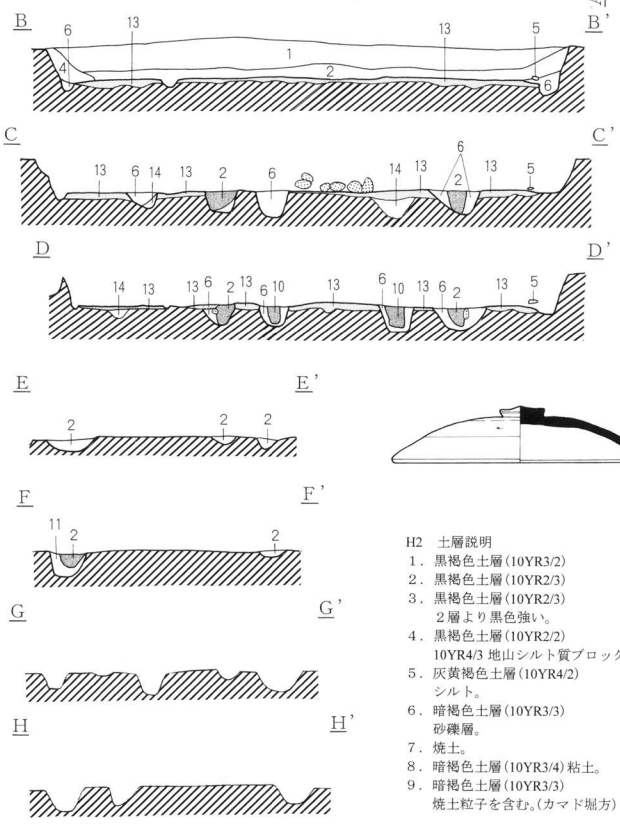 B B'
6 13 1 13 5
4 2 6
C C'
13 6 14 13 2 6 14 13 6 2 13 5
D D'
14 13 13 6 2 13 6 10 13 6 10 13 6 2 13 5
E E'
2 2 2
F F'
11 2 2
G G'
H H'
H2 土層説明
1. 黒褐色土層(10YR3/2)
2. 黒褐色土層(10YR2/3)
3. 黒褐色土層(10YR2/3)
2層より黒色強い。
4. 黒褐色土層(10YR2/2)
10YR4/3 地山シルト質ブロック
5. 灰黄褐色土層(10YR4/2)
シルト。
6. 暗褐色土層(10YR3/3)
砂礫層。
7. 焼土。
8. 暗褐色土層(10YR3/4)粘土。
9. 暗褐色土層(10YR3/3)
焼土粒子を含む。(カマド堀方)